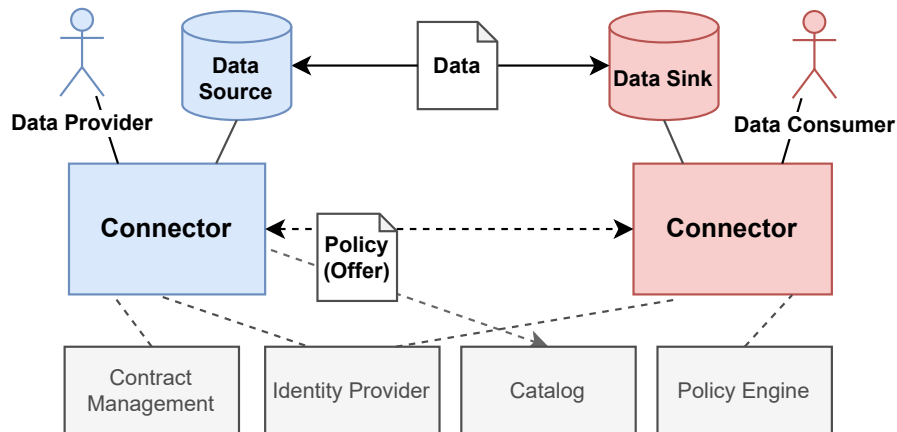 Data
Source
Data
Data Sink
Data Provider
Data Consumer
Connector
Policy
(Offer)
Connector
Contract
Management
Identity Provider
Catalog
Policy Engine